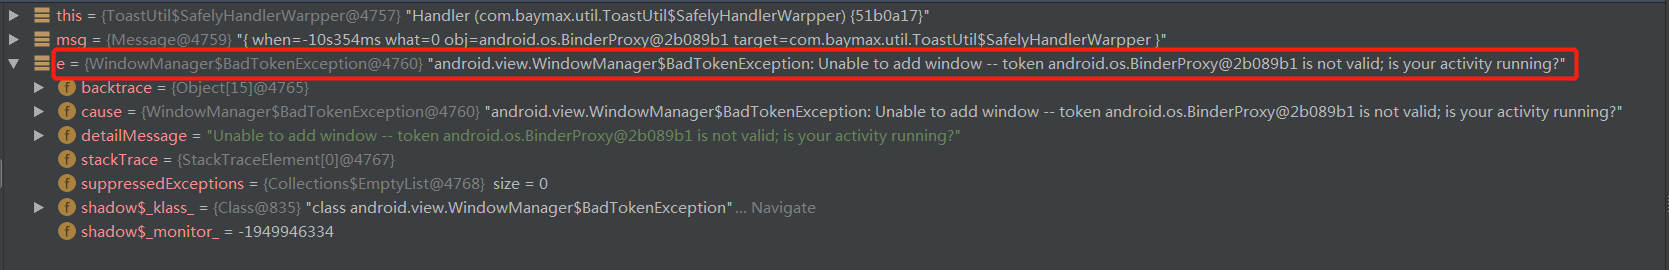 this = {ToastUtil$SafelyHandlerWarpper@4757} "Handler (com.baymax.util.ToastUtil$SafelyHandlerWarpper) {51b0a17}"
msg = {Message@4759} "{ when=-10s354ms what=0 obj=android.os.BinderProxy@2b089b1 target=com.baymax.util.ToastUtil$SafelyHandlerWarpper }"
e = {WindowManager$BadTokenException@4760} "android.view.WindowManager$BadTokenException: Unable to add window -- token android.os.BinderProxy@2b089b1 is not valid; is your activity running?"
f backtrace = {Object[15]@4765}
f cause = {WindowManager$BadTokenException@4760} "android.view.WindowManager$BadTokenException: Unable to add window -- token android.os.BinderProxy@2b089b1 is not valid; is your activity running?"
f detailMessage = "Unable to add window -- token android.os.BinderProxy@2b089b1 is not valid; is your activity running?"
f stackTrace = {StackTraceElement[0]@4767}
f suppressedExceptions = {Collections$EmptyList@4768} size = 0
f shadow$_klass_ = {Class@835} "class android.view.WindowManager$BadTokenException"... Navigate
f shadow$_monitor_ = -1949946334